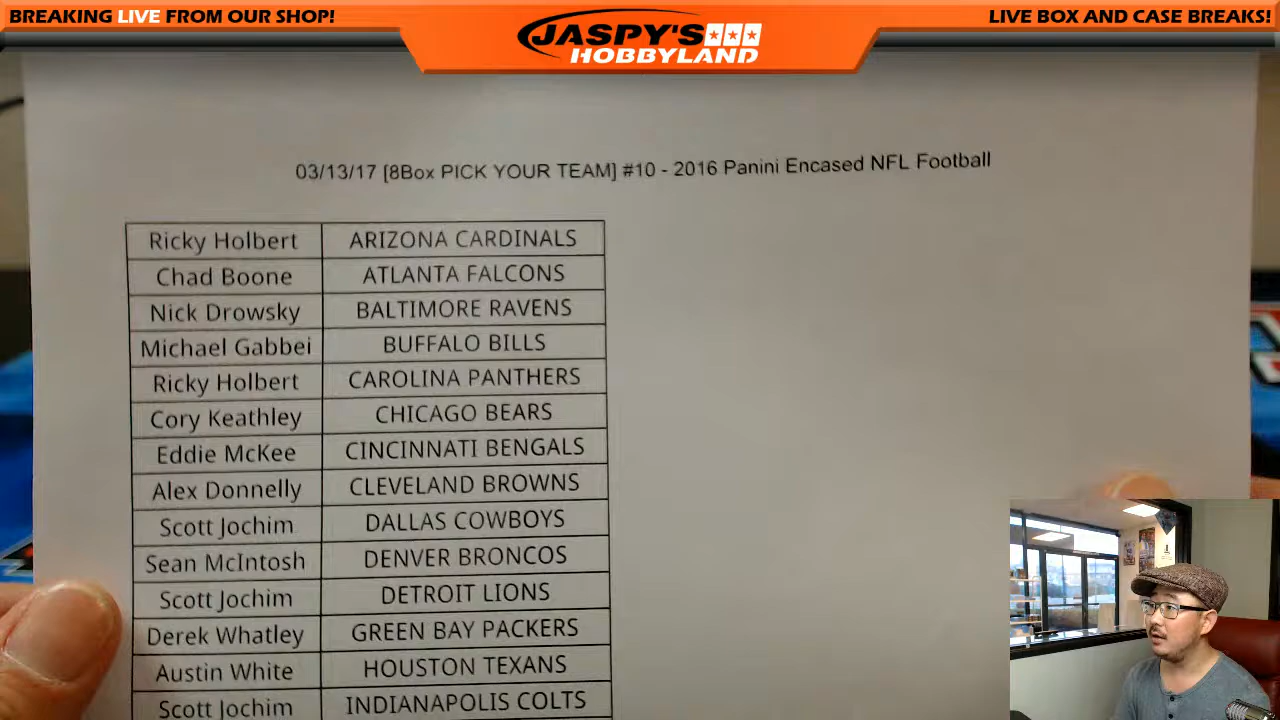 BREAKING LIVE FROM OUR SHOP!
JASPY'S
HOBBYLAND
LIVE BOX AND CASE BREAKS!
03/13/17 [8Box PICK YOUR TEAM] #10 - 2016 Panini Encased NFL Football
Ricky Holbert ARIZONA CARDINALS
Chad Boone ATLANTA FALCONS
Nick Drowsky BALTIMORE RAVENS
Michael Gabbei BUFFALO BILLS
Ricky Holbert CAROLINA PANTHERS
Cory Keathley CHICAGO BEARS
Eddie McKee CINCINNATI BENGALS
Alex Donnelly CLEVELAND BROWNS
Scott Jochim DALLAS COWBOYS
Sean McIntosh DENVER BRONCOS
Scott Jochim DETROIT LIONS
Derek Whatley GREEN BAY PACKERS
Austin White HOUSTON TEXANS
Scott Jochim INDIANAPOLIS COLTS